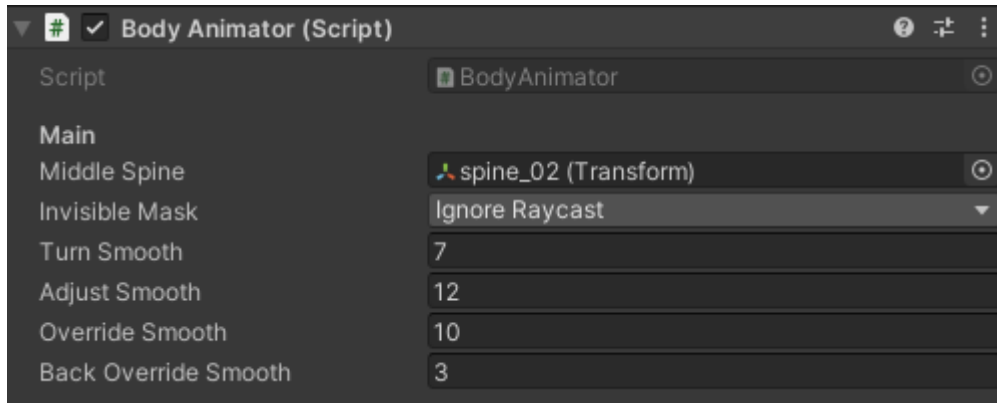 Body Animator (Script)
Script BodyAnimator
Main
Middle Spine spine_02 (Transform)
Invisible Mask Ignore Raycast
Turn Smooth 7
Adjust Smooth 12
Override Smooth 10
Back Override Smooth 3